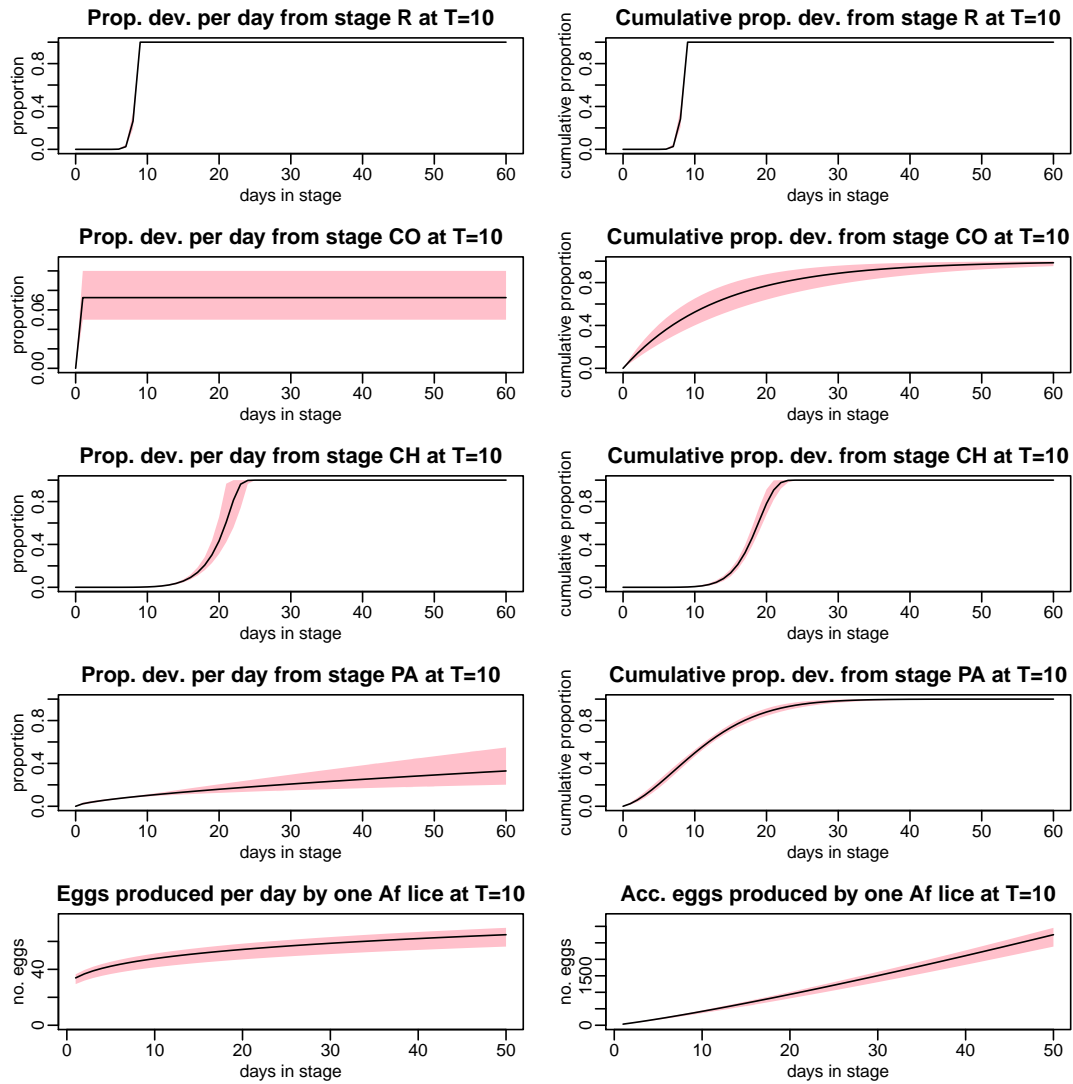 Prop. dev. per day from stage R at T=10
proportion
0.0 0.4 0.8
0 10 20 30 40 50 60
days in stage
Cumulative prop. dev. from stage R at T=10
cumulative proportion
0.0 0.4 0.8
0 10 20 30 40 50 60
days in stage
Prop. dev. per day from stage CO at T=10
proportion
0.00 0.06
0 10 20 30 40 50 60
days in stage
Cumulative prop. dev. from stage CO at T=10
cumulative proportion
0.0 0.4 0.8
0 10 20 30 40 50 60
days in stage
Prop. dev. per day from stage CH at T=10
proportion
0.0 0.4 0.8
0 10 20 30 40 50 60
days in stage
Cumulative prop. dev. from stage CH at T=10
cumulative proportion
0.0 0.4 0.8
0 10 20 30 40 50 60
days in stage
Prop. dev. per day from stage PA at T=10
proportion
0.0 0.4 0.8
0 10 20 30 40 50 60
days in stage
Cumulative prop. dev. from stage PA at T=10
cumulative proportion
0.0 0.4 0.8
0 10 20 30 40 50 60
days in stage
Eggs produced per day by one Af lice at T=10
no. eggs
0 40
0 10 20 30 40 50
days in stage
Acc. eggs produced by one Af lice at T=10
no. eggs
0 1500
0 10 20 30 40 50
days in stage